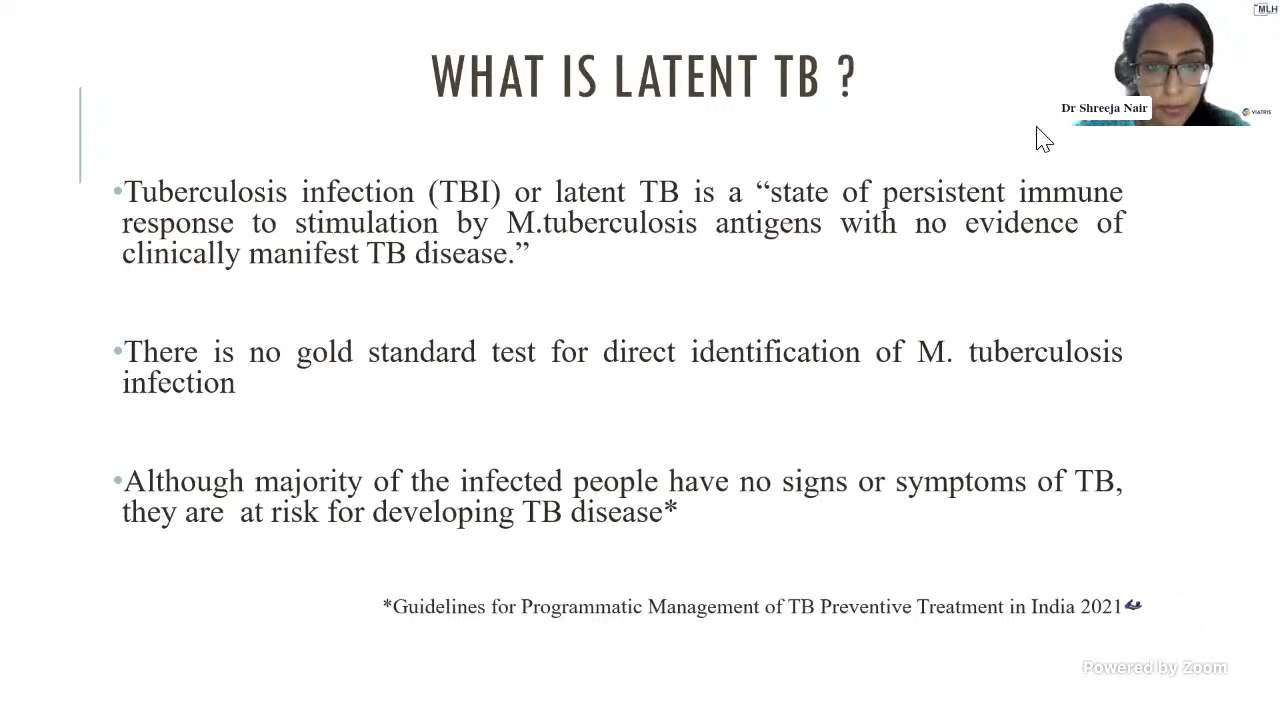 MLH
WHAT IS LATENT TB ?
Dr Shreeja Nair
VIATRIS
•Tuberculosis infection (TBI) or latent TB is a “state of persistent immune
response to stimulation by M.tuberculosis antigens with no evidence of
clinically manifest TB disease.”
•There is no gold standard test for direct identification of M. tuberculosis
infection
•Although majority of the infected people have no signs or symptoms of TB,
they are at risk for developing TB disease*
*Guidelines for Programmatic Management of TB Preventive Treatment in India 2021
Powered by Zoom